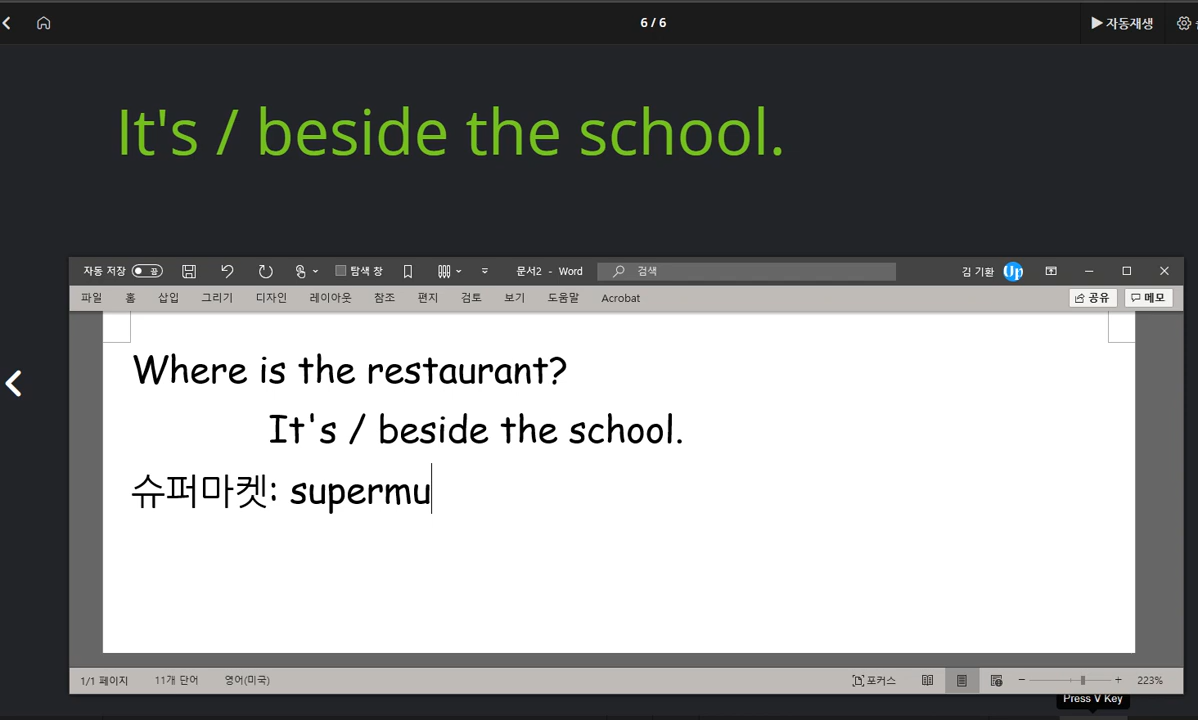 6 / 6
▶ 자동재생
It's / beside the school.
자동 저장 끔 탐색 창 문서2 - Word 검색 김 기환 Up
파일 홈 삽입 그리기 디자인 레이아웃 참조 편지 검토 보기 도움말 Acrobat 공유 메모
Where is the restaurant?
It's / beside the school.
슈퍼마켓: supermu
1/1 페이지 11개 단어 영어(미국) 포커스 - + 223%
Press V Key